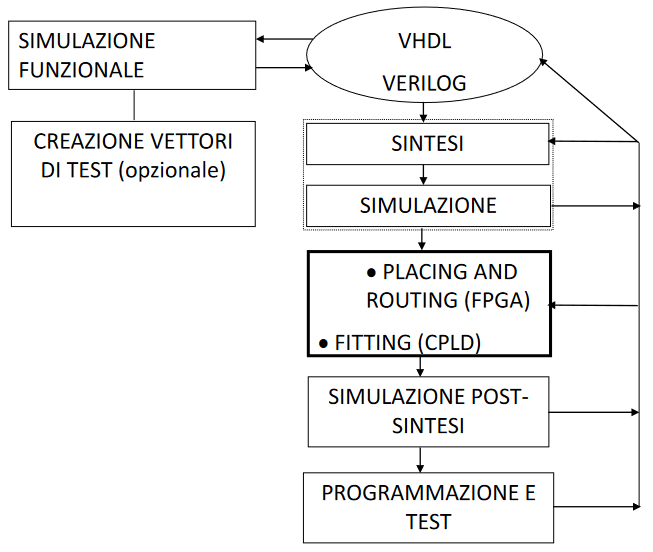 SIMULAZIONE
FUNZIONALE
VHDL
VERILOG
CREAZIONE VETTORI
DI TEST (opzionale)
SINTESI
SIMULAZIONE
● PLACING AND
ROUTING (FPGA)
● FITTING (CPLD)
SIMULAZIONE POST-
SINTESI
PROGRAMMAZIONE E
TEST